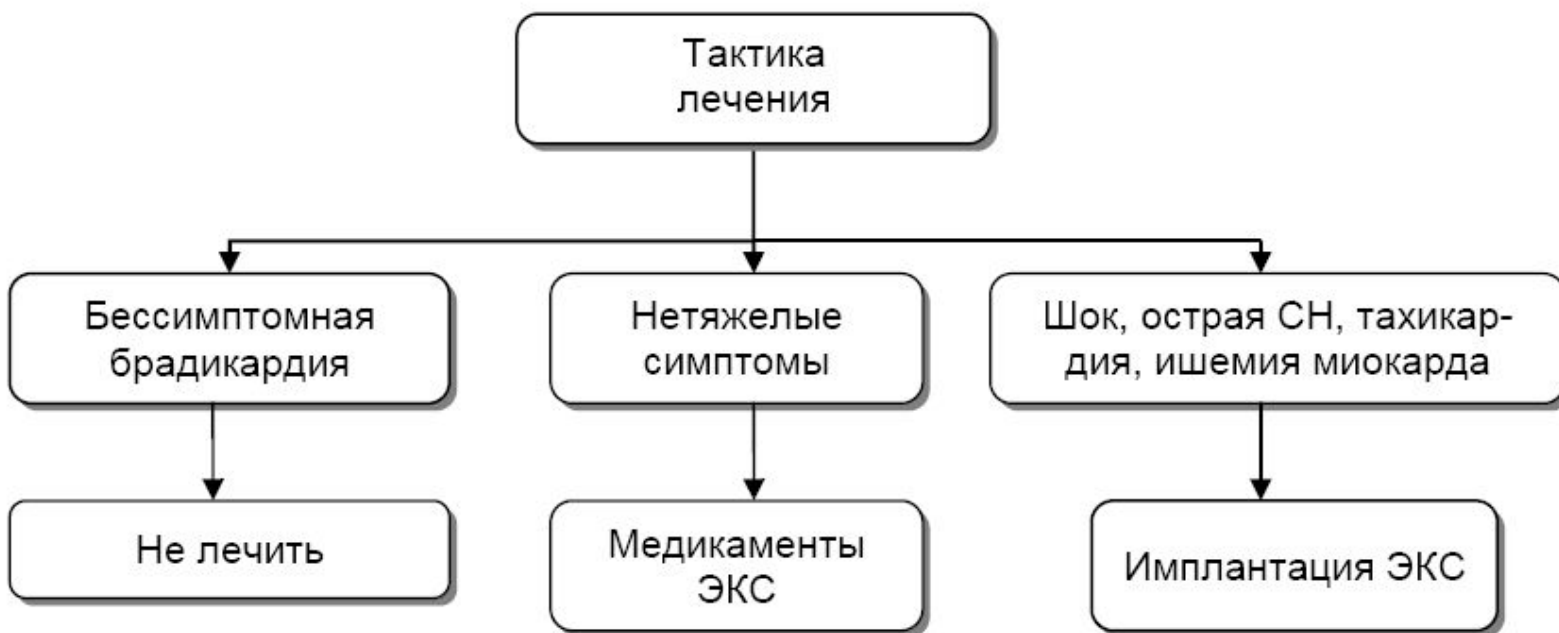 Тактика
лечения
Бессимптомная
брадикардия
Нетяжелые
симптомы
Шок, острая СН, тахикар-
дия, ишемия миокарда
Не лечить
Медикаменты
ЭКС
Имплантация ЭКС